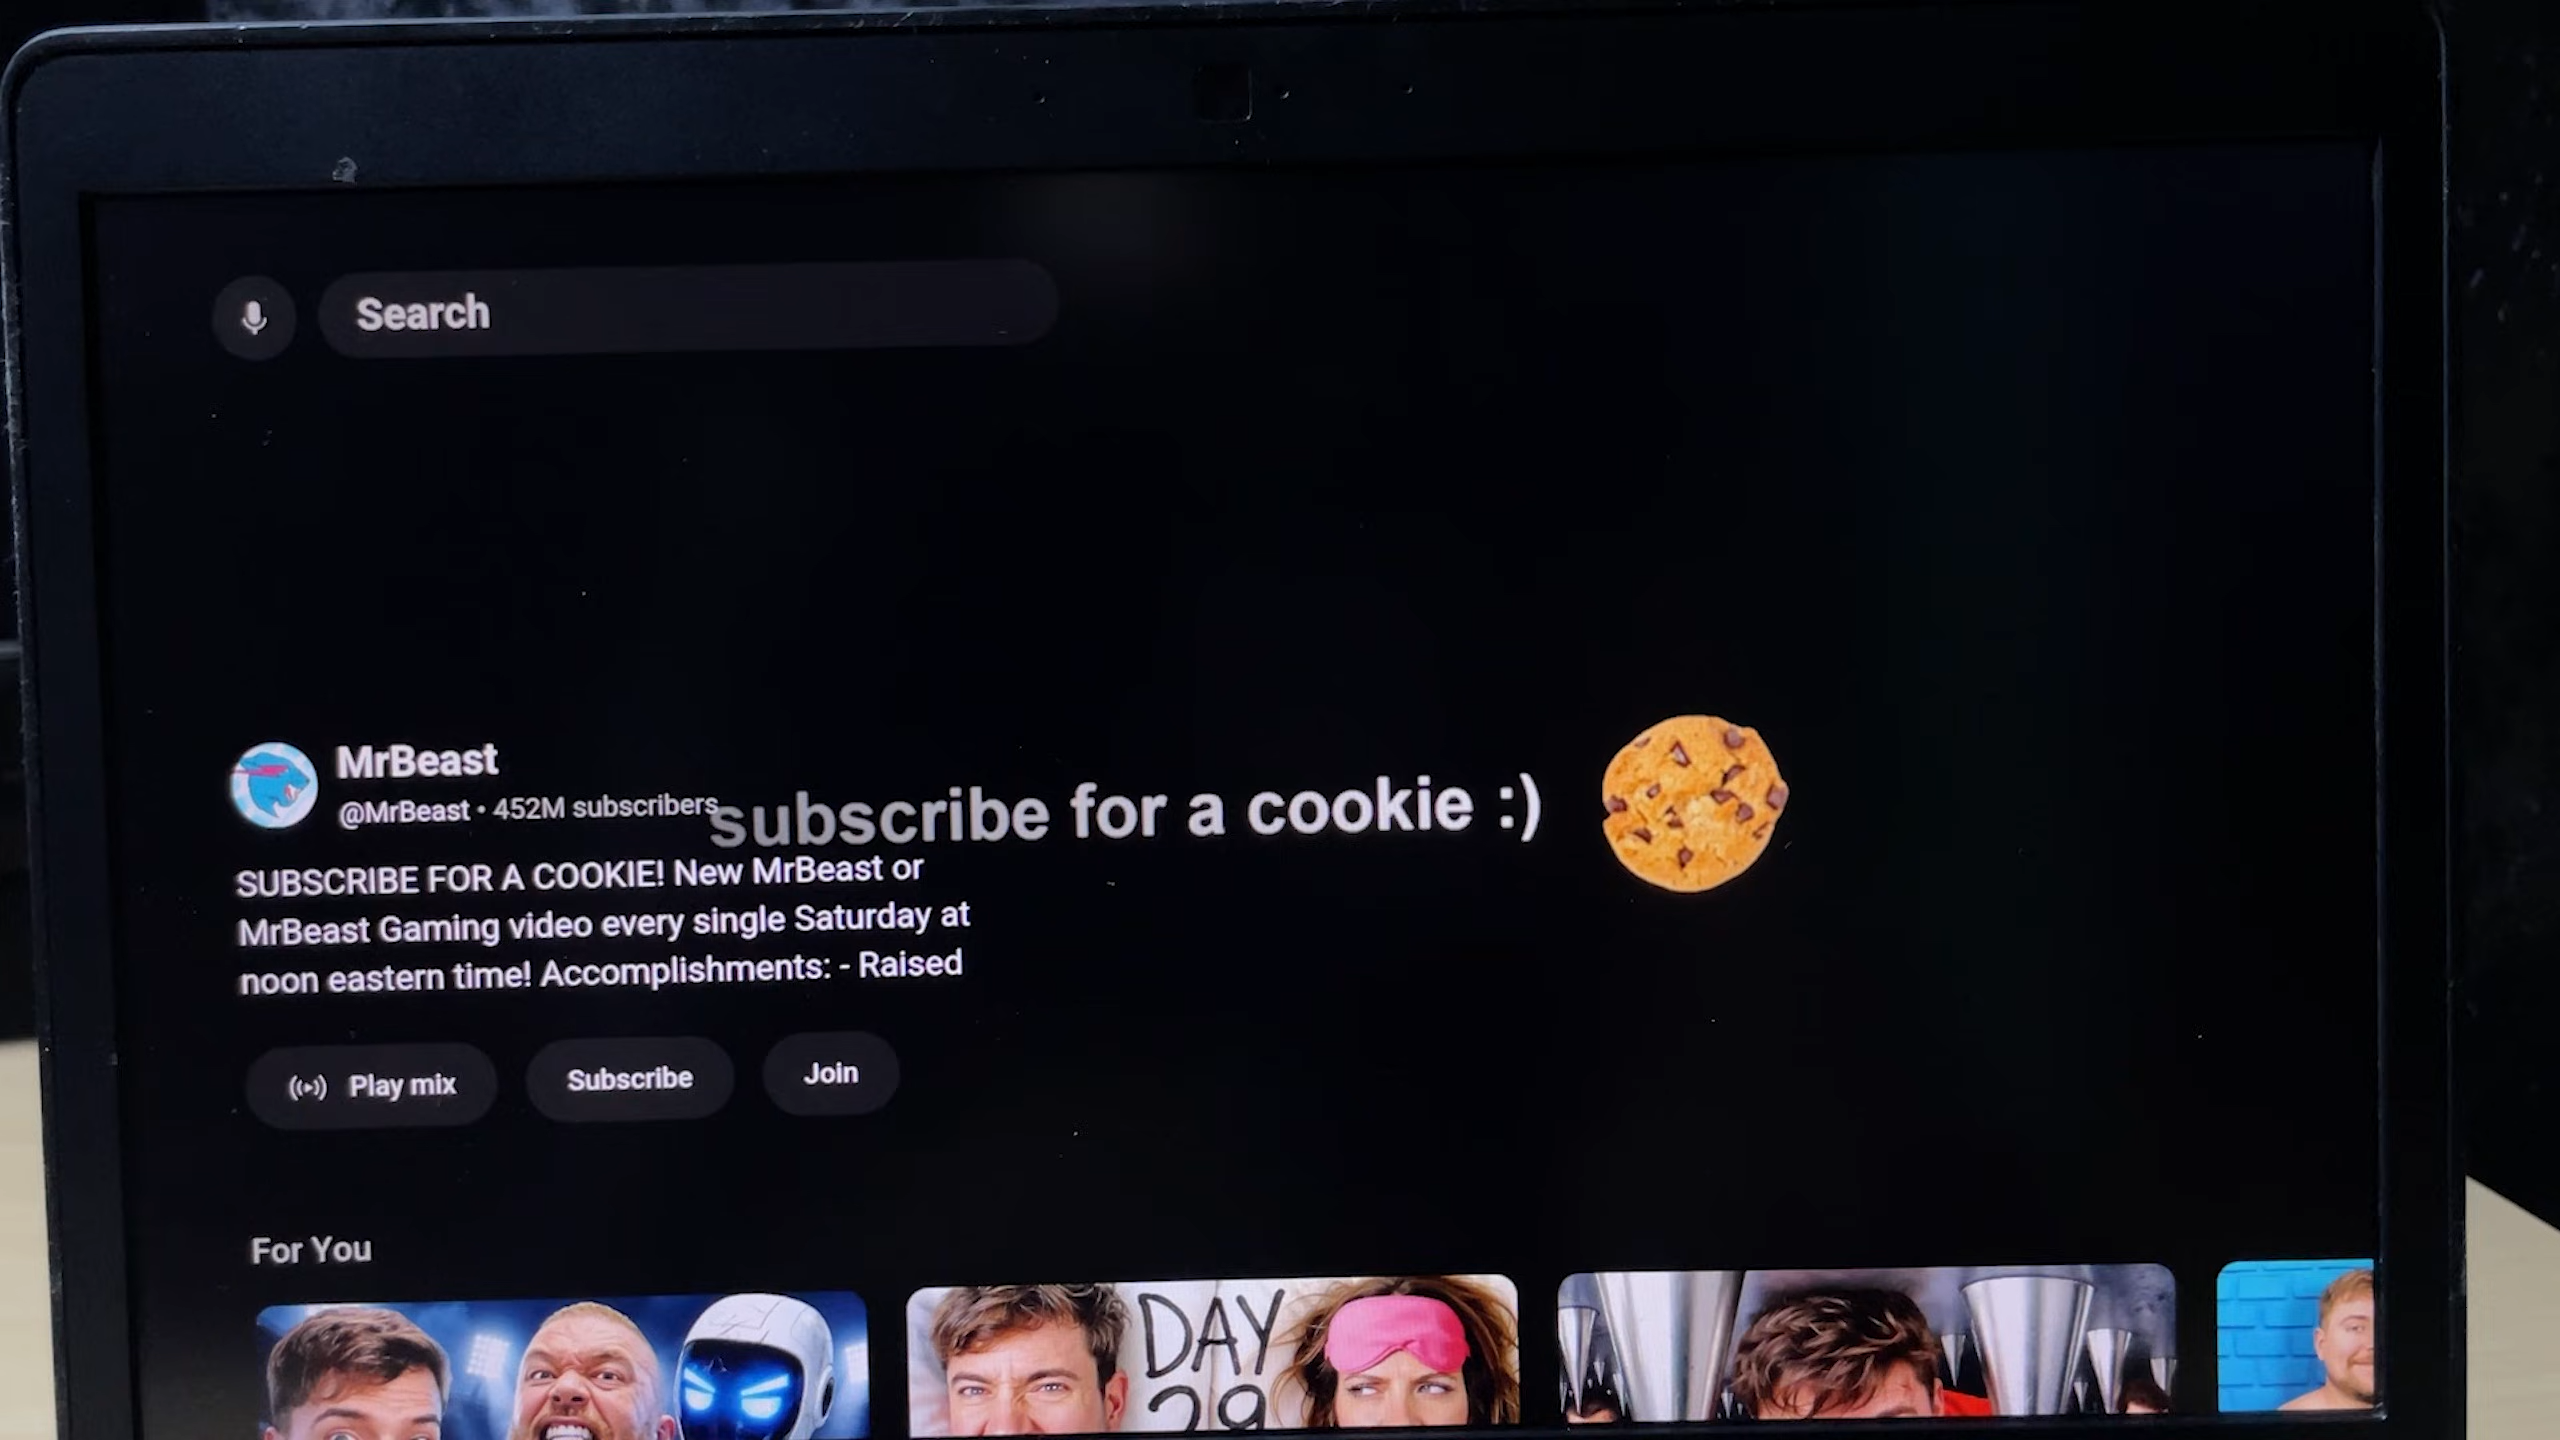 Search
MrBeast
@MrBeast • 452M subscribers
subscribe for a cookie :)
SUBSCRIBE FOR A COOKIE! New MrBeast or
MrBeast Gaming video every single Saturday at
noon eastern time! Accomplishments: - Raised
Play mix
Subscribe
Join
For You
DAY
29